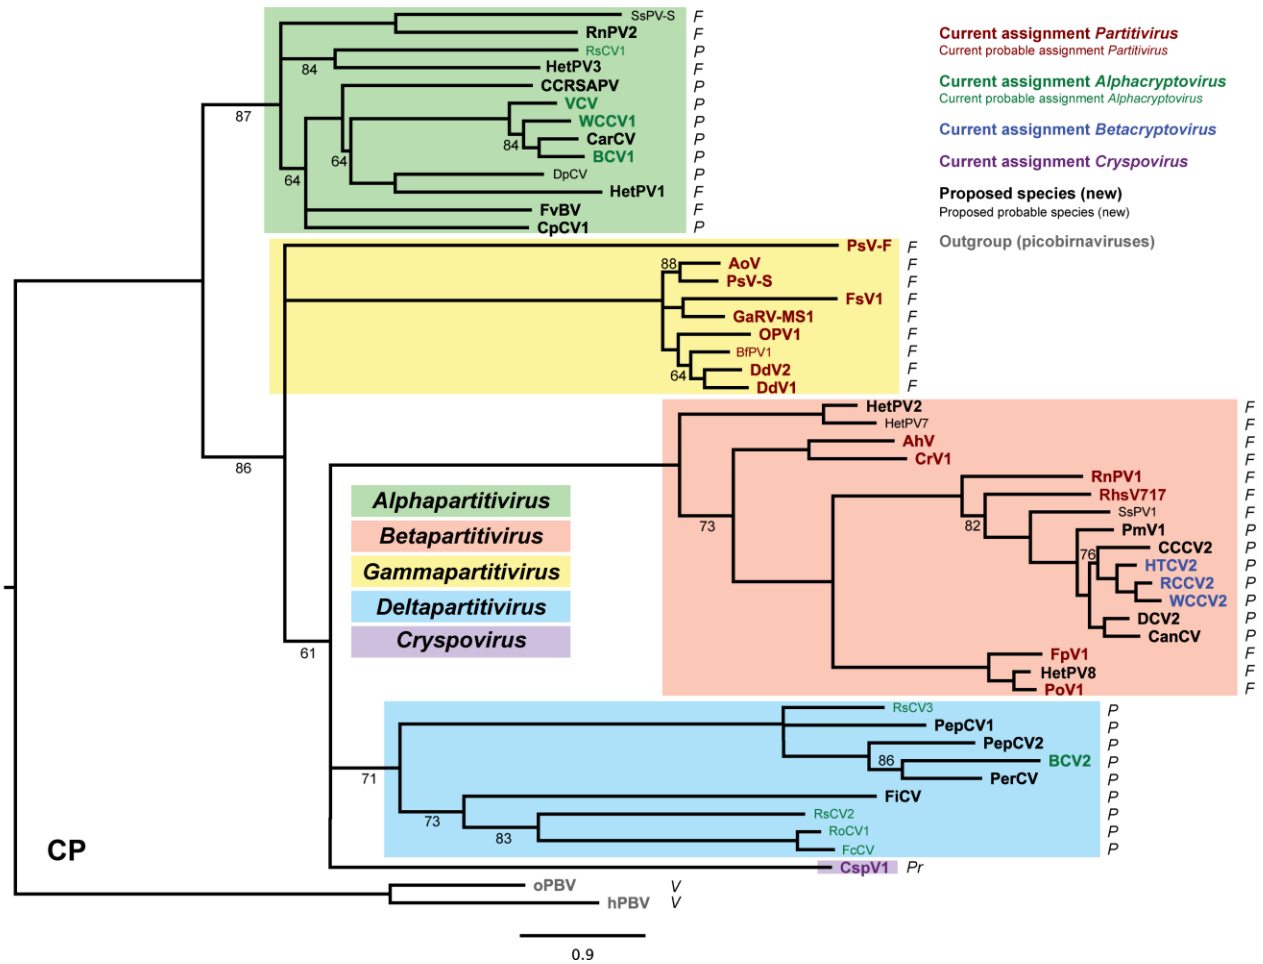 SsPV-S F
RnPV2 F
RsCV1 P
84
HetPV3 F
CCRSAPV P
VCV P
87
WCCV1 P
CarCV P
84
BCV1 P
64
DpCV P
64
HetPV1 F
FvBV F
CpCV1 P
Current assignment Partitivirus
Current probable assignment Partitivirus
Current assignment Alphacryptovirus
Current probable assignment Alphacryptovirus
Current assignment Betacryptovirus
Current assignment Cryspovirus
Proposed species (new)
Proposed probable species (new)
Outgroup (picobirnaviruses)
PsV-F F
88
AoV F
PsV-S F
FsV1 F
GaRV-MS1 F
OPV1 F
BfPV1 F
DdV2 F
64
DdV1 F
HetPV2 F
HetPV7 F
AhV F
CrV1 F
86
RnPV1 F
RhsV717 F
SsPV1 F
73
82
PmV1 P
CCCV2 P
76
HTCV2 P
RCCV2 P
WCCV2 P
DCV2 P
CanCV P
FpV1 F
HetPV8 F
PoV1 F
Alphapartitivirus
Betapartitivirus
Gammapartitivirus
Deltapartitivirus
Cryspovirus
61
RsCV3 P
PepCV1 P
PepCV2 P
86
BCV2 P
71
PerCV P
FiCV P
RsCV2 P
73
RoCV1 P
83
FcCV P
CP
CspV1 Pr
oPBV V
hPBV V
0.9